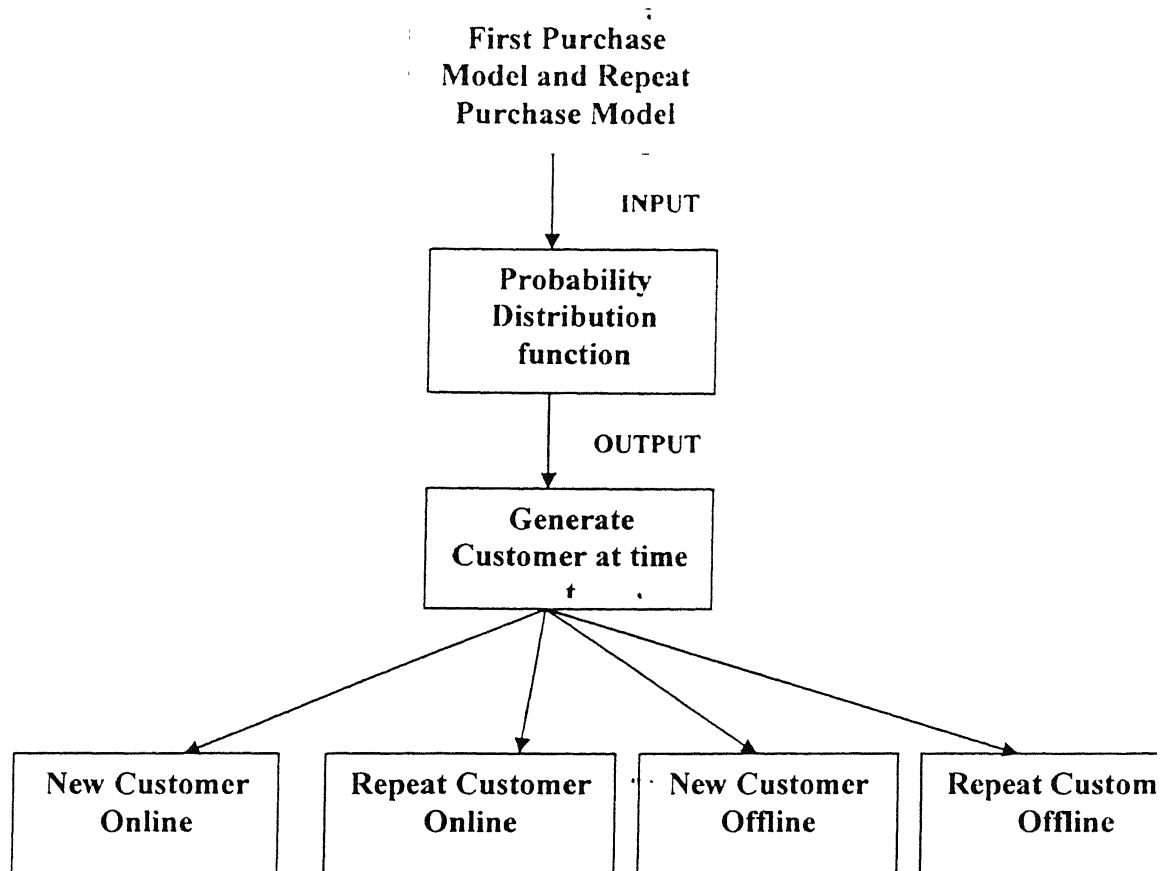 First Purchase
Model and Repeat
Purchase Model
INPUT
Probability
Distribution
function
OUTPUT
Generate
Customer at time
t
New Customer
Online
Repeat Customer
Online
New Customer
Offline
Repeat Custom
Offline